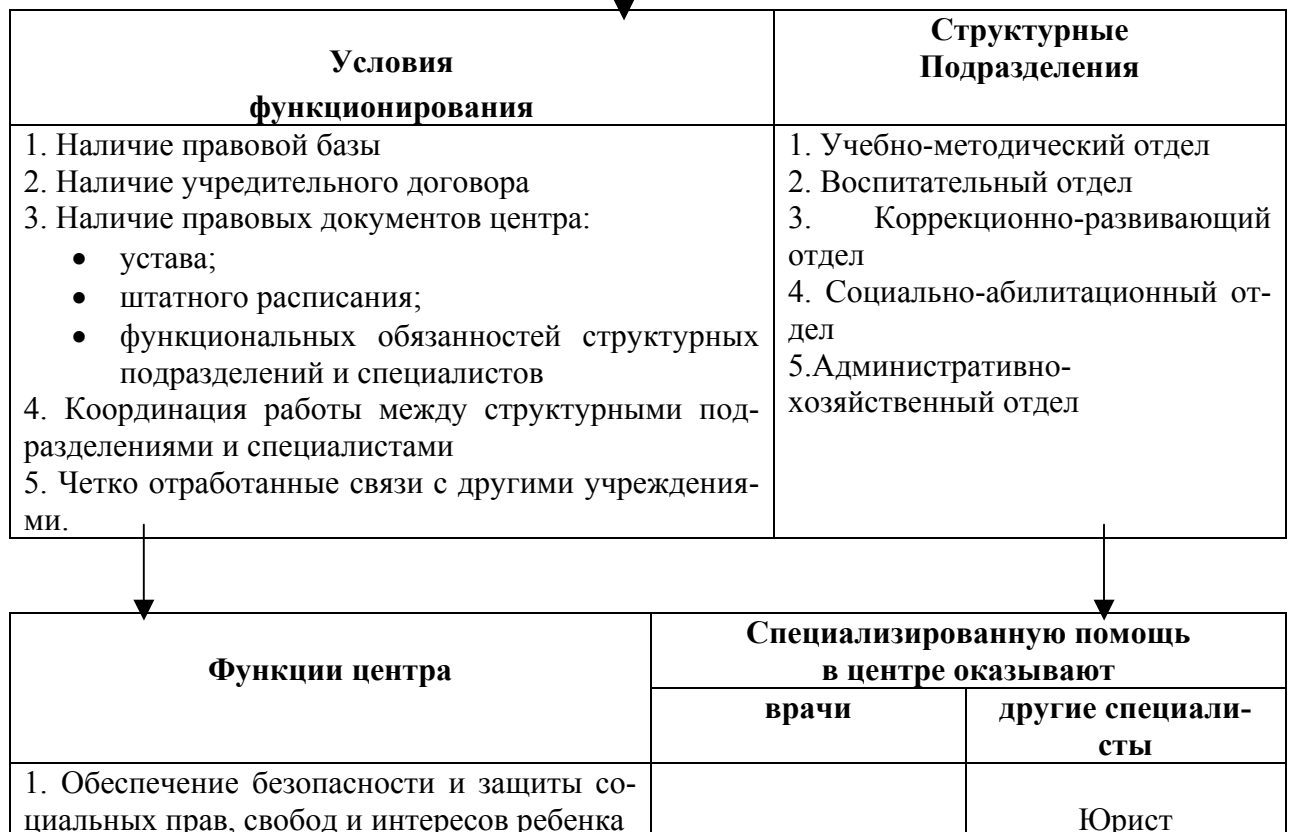 Условия
функционирования
Структурные
Подразделения
1. Наличие правовой базы
2. Наличие учредительного договора
3. Наличие правовых документов центра:
• устава;
• штатного расписания;
• функциональных обязанностей структурных
подразделений и специалистов
4. Координация работы между структурными под-
разделениями и специалистами
5. Четко отработанные связи с другими учреждения-
ми.
1. Учебно-методический отдел
2. Воспитательный отдел
3. Коррекционно-развивающий
отдел
4. Социально-абилитационный от-
дел
5.Административно-
хозяйственный отдел
Функции центра
Специализированную помощь
в центре оказывают
врачи
другие специали-
сты
1. Обеспечение безопасности и защиты со-
циальных прав, свобод и интересов ребенка
Юрист